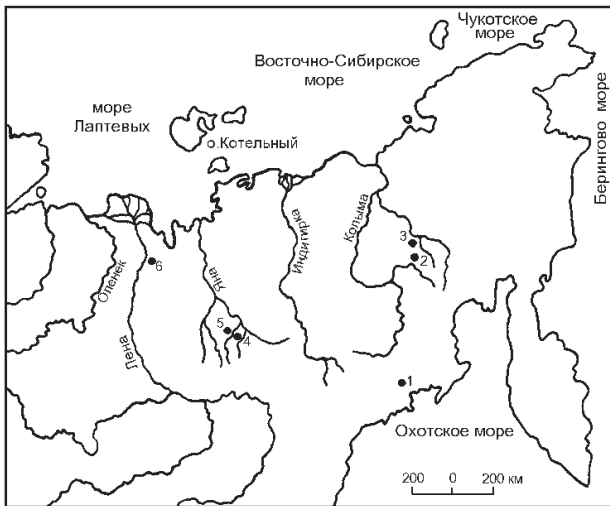 Чукотское
море
Восточно-Сибирское
море
море
Лаптевых
о.Котельный
Берингово море
Оленек
Лена
Яна
Индигирка
Колыма
3
2
6
5
4
1
Охотское море
200 0 200 км